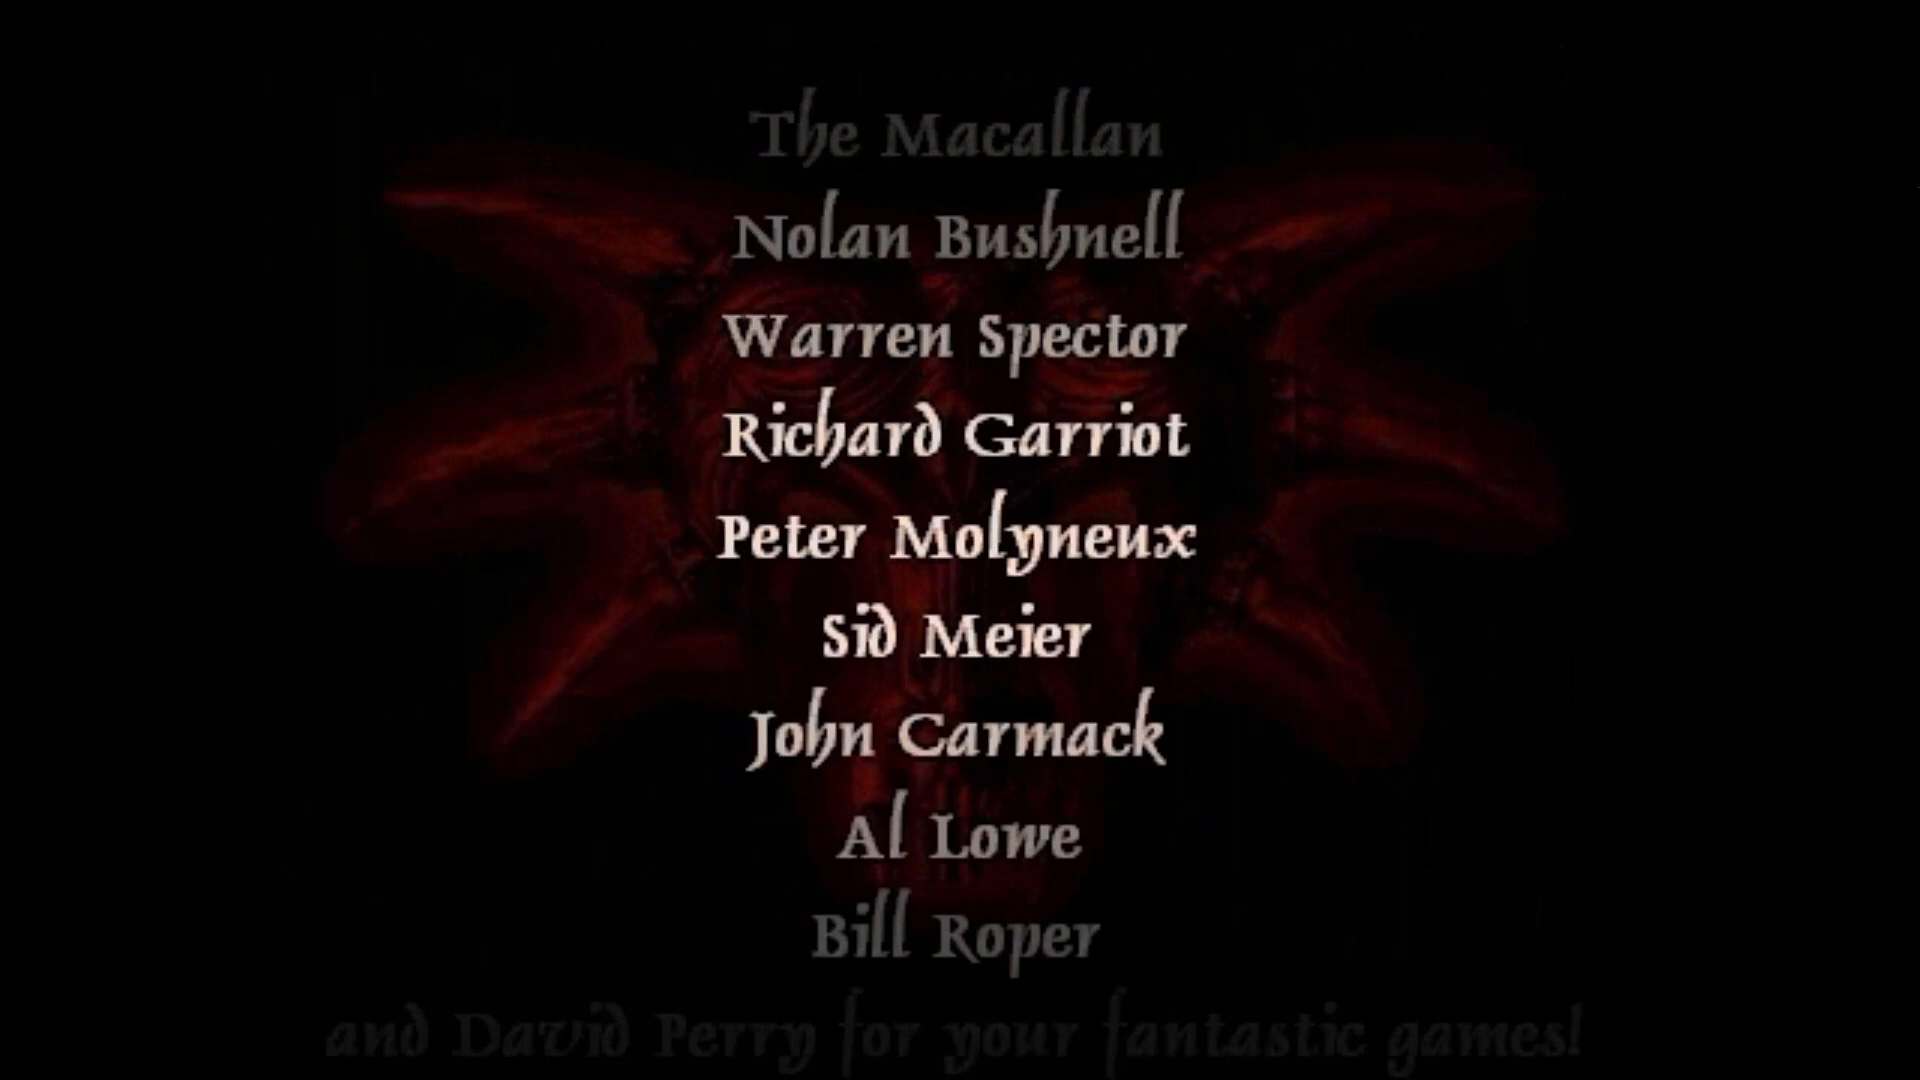 The Macallan
Nolan Bushnell
Warren Spector
Richard Garriot
Peter Molyneux
Sid Meier
John Carmack
Al Lowe
Bill Roper
and David Perry for your fantastic games!